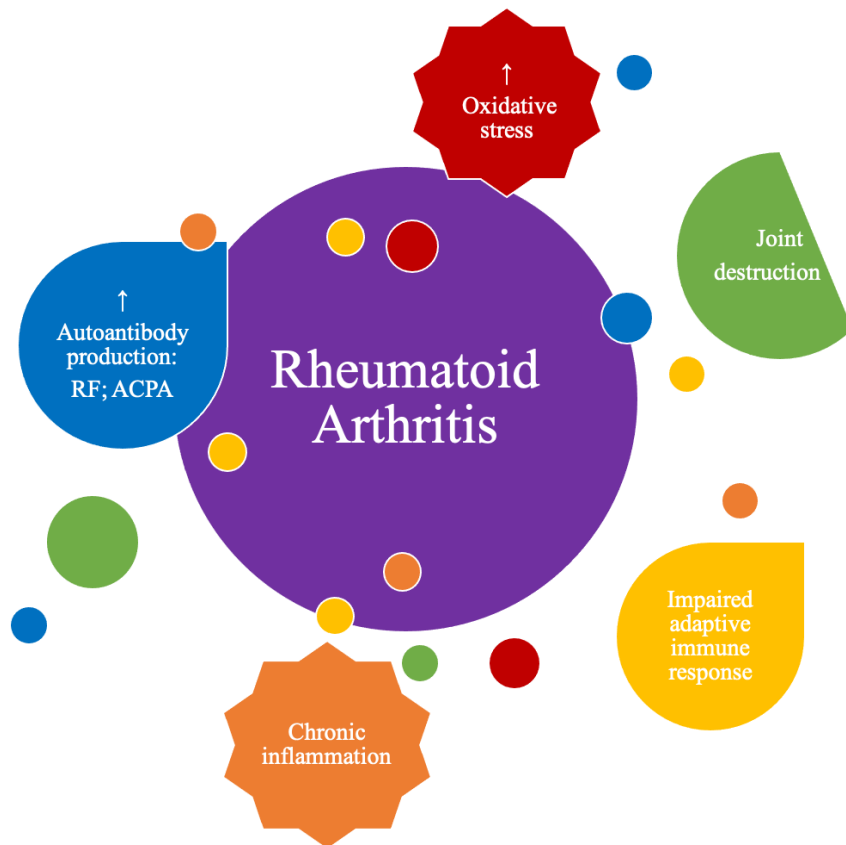 ↑
Oxidative
stress
Joint
destruction
↑
Autoantibody
production:
RF; ACPA
Rheumatoid
Arthritis
Impaired
adaptive
immune
response
Chronic
inflammation